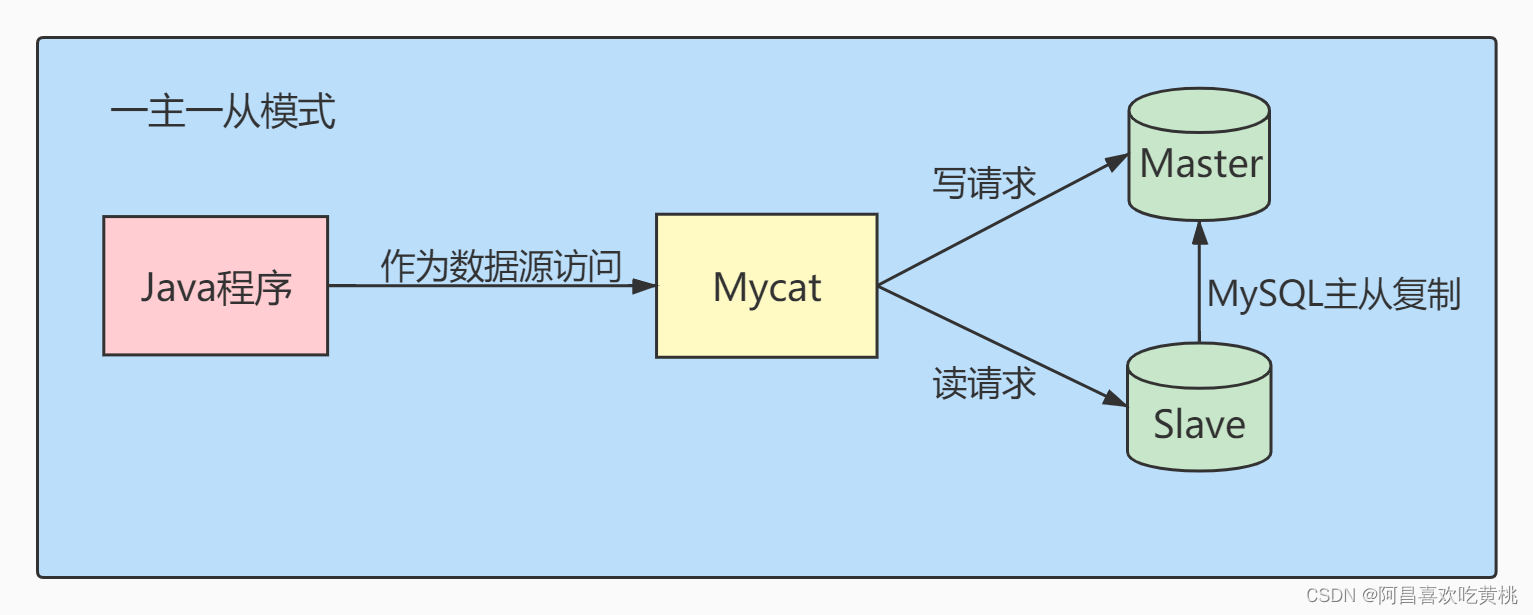 一主一从模式
Java程序
作为数据源访问
Mycat
写请求
读请求
Master
MySQL主从复制
Slave
CSDN @阿昌喜欢吃黄桃